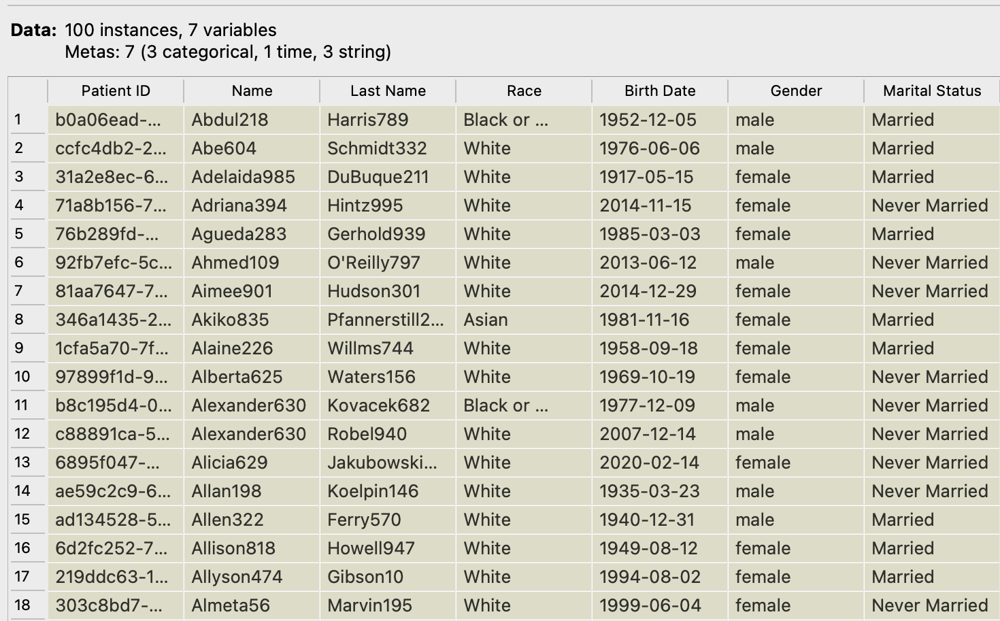 Data: 100 instances, 7 variables
Metas: 7 (3 categorical, 1 time, 3 string)
Patient ID Name Last Name Race Birth Date Gender Marital Status
1 b0a06ead-... Abdul218 Harris789 Black or ... 1952-12-05 male Married
2 ccfc4db2-2... Abe604 Schmidt332 White 1976-06-06 male Married
3 31a2e8ec-6... Adelaida985 DuBuque211 White 1917-05-15 female Married
4 71a8b156-7... Adriana394 Hintz995 White 2014-11-15 female Never Married
5 76b289fd-... Agueda283 Gerhold939 White 1985-03-03 female Married
6 92fb7efc-5c... Ahmed109 O'Reilly797 White 2013-06-12 male Never Married
7 81aa7647-7... Aimee901 Hudson301 White 2014-12-29 female Never Married
8 346a1435-2... Akiko835 Pfannerstill2... Asian 1981-11-16 female Married
9 1cfa5a70-7f... Alaine226 Willms744 White 1958-09-18 female Married
10 97899f1d-9... Alberta625 Waters156 White 1969-10-19 female Never Married
11 b8c195d4-0... Alexander630 Kovacek682 Black or ... 1977-12-09 male Never Married
12 c88891ca-5... Alexander630 Robel940 White 2007-12-14 male Never Married
13 6895f047-... Alicia629 Jakubowski... White 2020-02-14 female Never Married
14 ae59c2c9-6... Allan198 Koelpin146 White 1935-03-23 male Never Married
15 ad134528-5... Allen322 Ferry570 White 1940-12-31 male Married
16 6d2fc252-7... Allison818 Howell947 White 1949-08-12 female Married
17 219ddc63-1... Allyson474 Gibson10 White 1994-08-02 female Married
18 303c8bd7-... Almeta56 Marvin195 White 1999-06-04 female Never Married